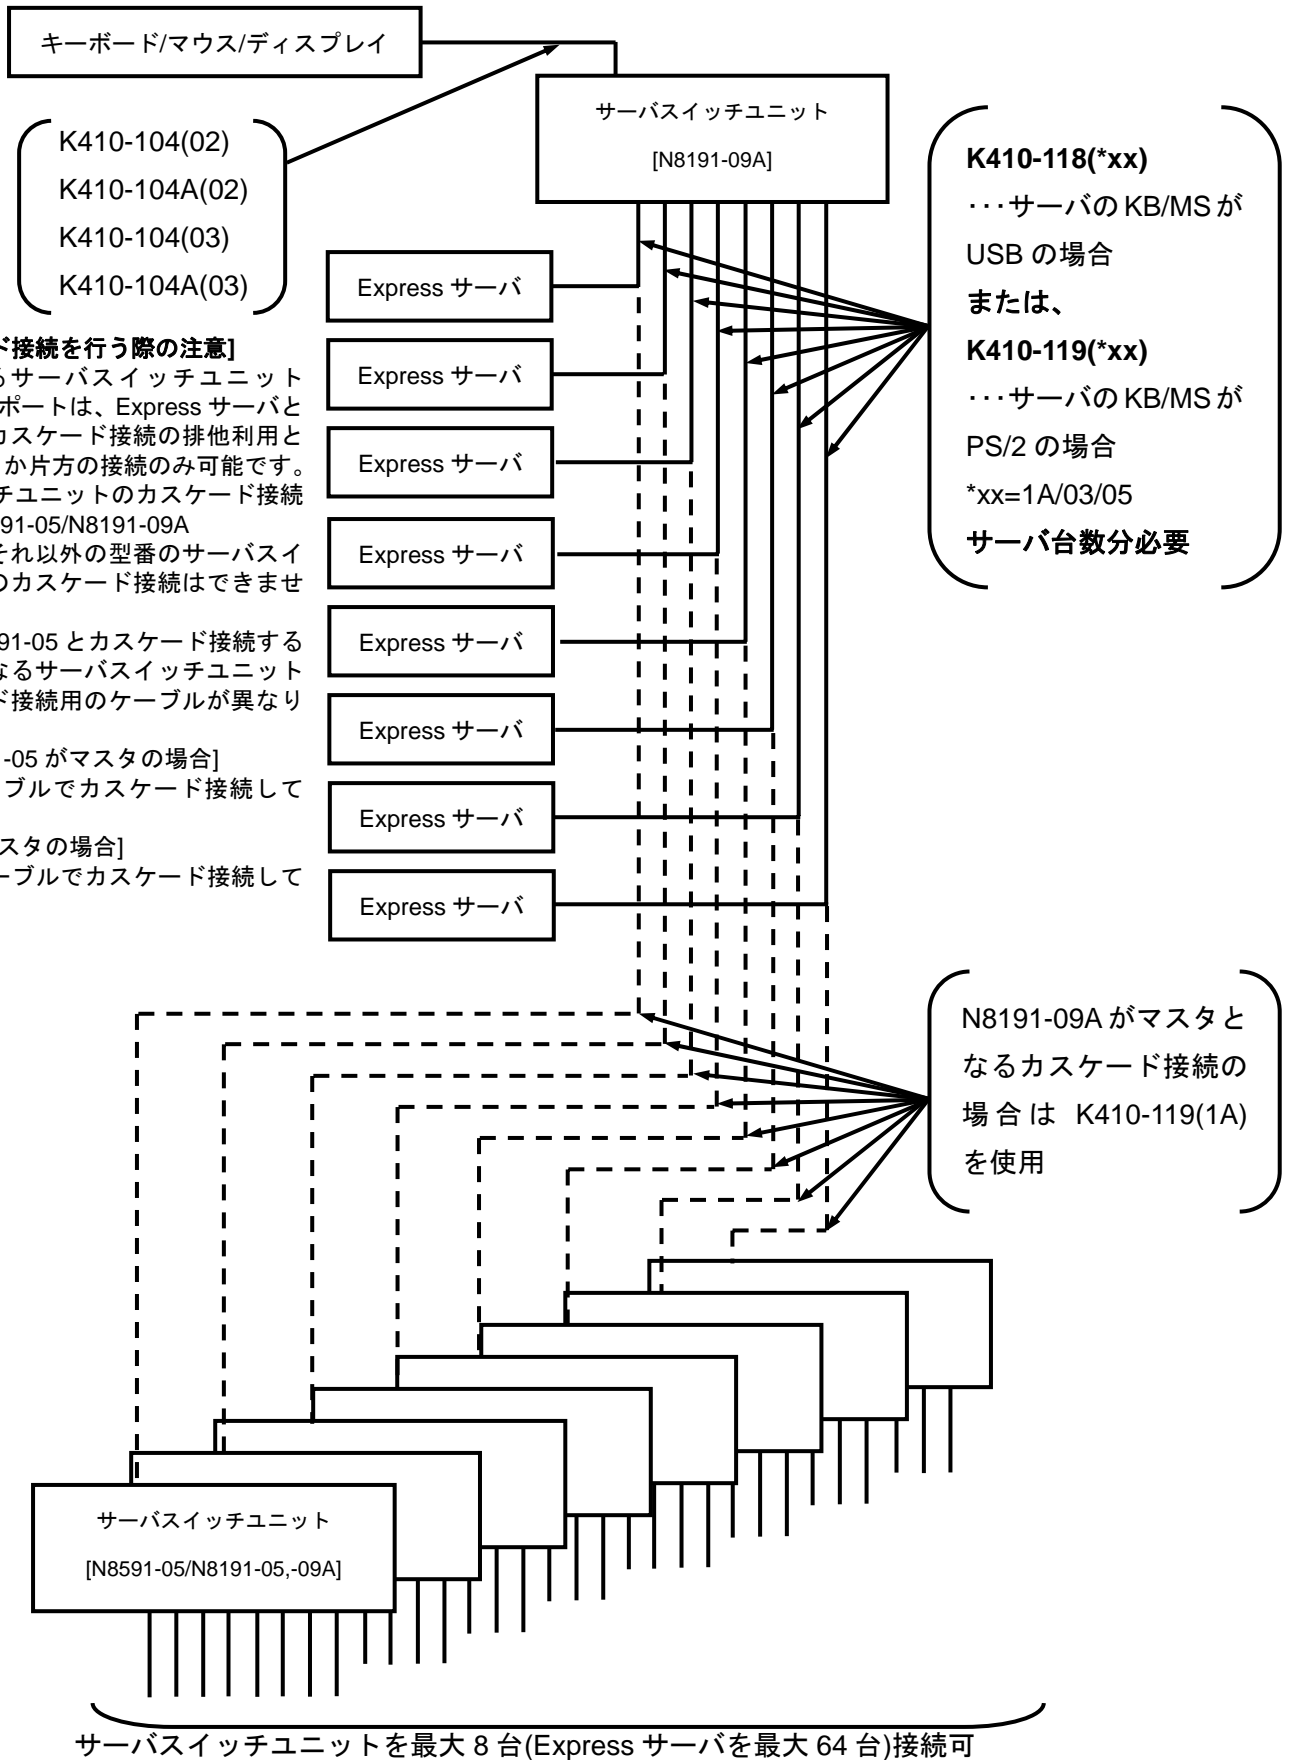 キーボード/マウス/ディスプレイ
サーバスイッチユニット
[N8191-09A]
K410-104(02)
K410-104A(02)
K410-104(03)
K410-104A(03)
K410-118(*xx)
･･･サーバの KB/MS が
USB の場合
または、
K410-119(*xx)
･･･サーバの KB/MS が
PS/2 の場合
*xx=1A/03/05
サーバ台数分必要
Express サーバ
Express サーバ
Express サーバ
Express サーバ
Express サーバ
Express サーバ
Express サーバ
Express サーバ
ド接続を行う際の注意]
るサーバスイッチユニット
ポートは、Express サーバと
カスケード接続の排他利用と
か片方の接続のみ可能です。
チユニットのカスケード接続
91-05/N8191-09A
それ以外の型番のサーバスイ
のカスケード接続はできませ
91-05 とカスケード接続する
なるサーバスイッチユニット
ド接続用のケーブルが異なり
-05 がマスタの場合]
ブルでカスケード接続して
スタの場合]
ーブルでカスケード接続して
N8191-09A がマスタと
なるカスケード接続の
場合は K410-119(1A)
を使用
サーバスイッチユニット
[N8591-05/N8191-05,-09A]
サーバスイッチユニットを最大 8 台(Express サーバを最大 64 台)接続可